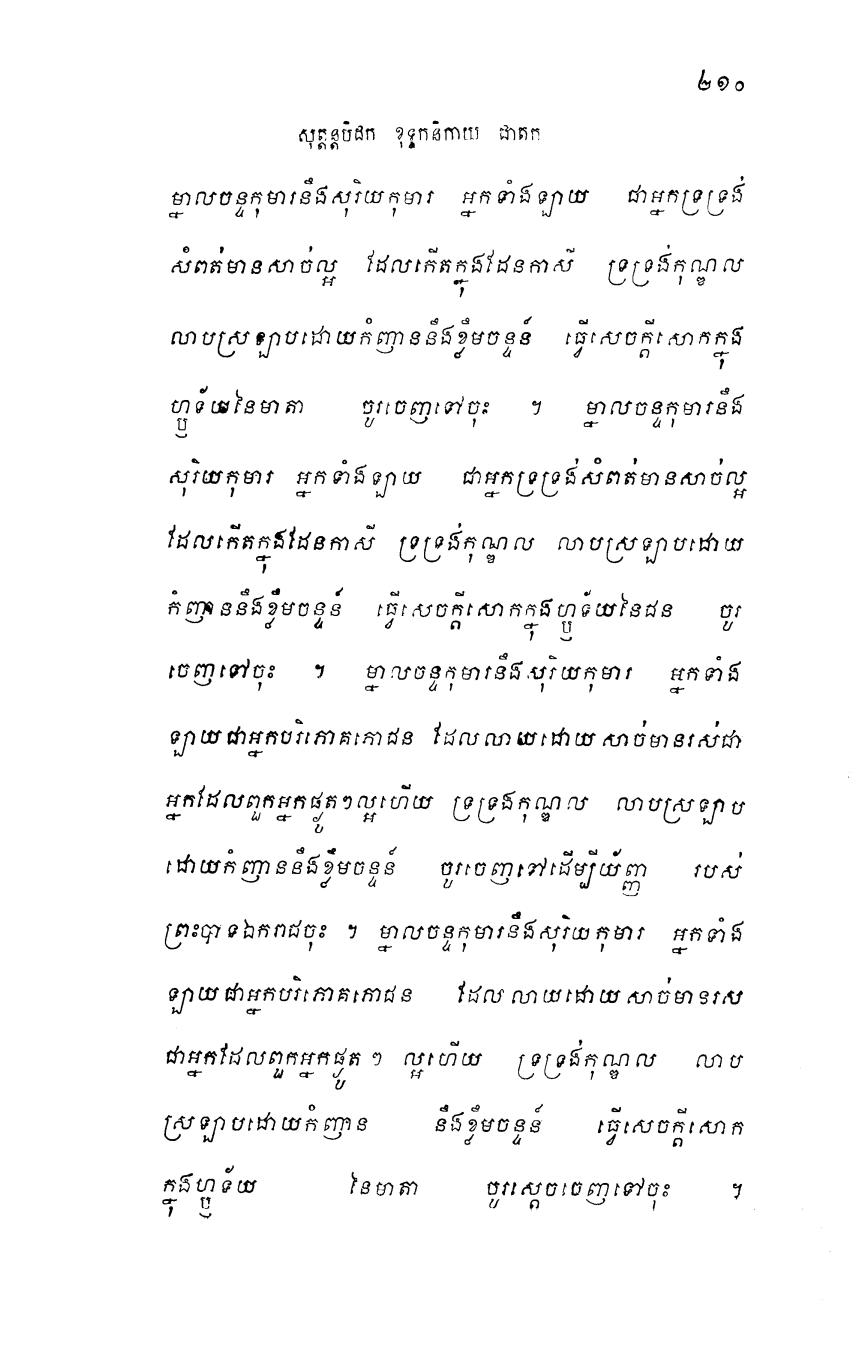 ២១០
សុត្តន្តបិដក ខុទ្ទកនិកាយ ជាតក
ម្នាលចន្ទកុមារនឹងសុរិយកុមារ អ្នកទាំងឡាយ ជាអ្នកទ្រទ្រង់
សំពត់មានសាច់ល្អ ដែលកើតក្នុងដែនកាសី ទ្រទ្រង់កុណ្ឌល
លាបស្រឡាបដោយកំញាននឹងខ្លឹមចន្ទន៍ ធ្វើសេចក្តីសោកក្នុង
ហ្ឫទ័យនៃមាតា ចូរចេញទៅចុះ ។ ម្នាលចន្ទកុមារនឹង
សុរិយកុមារ អ្នកទាំងឡាយ ជាអ្នកទ្រទ្រង់សំពត់មានសាច់ល្អ
ដែលកើតក្នុងដែនកាសី ទ្រទ្រង់កុណ្ឌល លាបស្រឡាបដោយ
កំញាននឹងខ្លឹមចន្ទន៍ ធ្វើសេចក្តីសោកក្នុងហ្ឫទ័យនៃជន ចូរ
ចេញទៅចុះ ។ ម្នាលចន្ទកុមារនឹងសុរិយកុមារ អ្នកទាំង
ឡាយជាអ្នកបរិភោគភោជន ដែលលាយដោយសាច់មានរស់ជា
អ្នកដែលពួកអ្នកផ្ងូតៗល្អហើយ ទ្រទ្រង់កុណ្ឌល លាបស្រឡាប
ដោយកំញាននឹងខ្លឹមចន្ទន៍ ចូរចេញទៅដើម្បីយ័ញ្ញ របស់
ព្រះបាទឯករាជចុះ ។ ម្នាលចន្ទកុមារនឹងសុរិយកុមារ អ្នកទាំង
ឡាយជាអ្នកបរិភោគភោជន ដែលលាយដោយសាច់មានរស
ជាអ្នកដែលពួកអ្នកផ្ងូតៗ ល្អហើយ ទ្រទ្រង់កុណ្ឌល លាប
ស្រឡាបដោយកំញាន នឹងខ្លឹមចន្ទន៍ ធ្វើសេចក្តីសោក
ក្នុងហ្ឫទ័យ នៃមាតា ចូរស្តេចចេញទៅចុះ ។